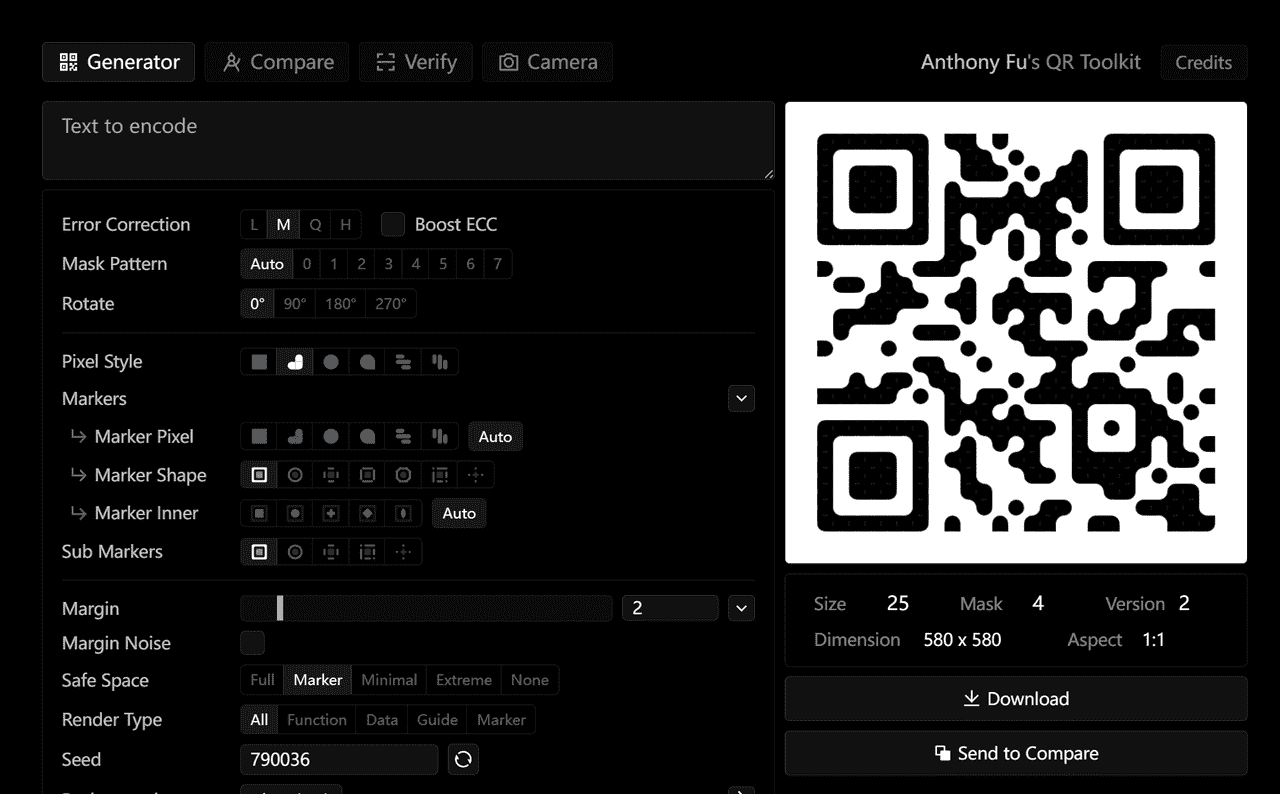 Generator Compare Verify Camera Anthony Fu's QR Toolkit Credits
Text to encode
Error Correction L M Q H Boost ECC
Mask Pattern Auto 0 1 2 3 4 5 6 7
Rotate 0° 90° 180° 270°
Pixel Style
Markers
Marker Pixel Auto
Marker Shape
Marker Inner Auto
Sub Markers
Margin 2
Margin Noise
Safe Space Full Marker Minimal Extreme None
Render Type All Function Data Guide Marker
Seed 790036
Size 25 Mask 4 Version 2
Dimension 580 x 580 Aspect 1:1
Download
Send to Compare